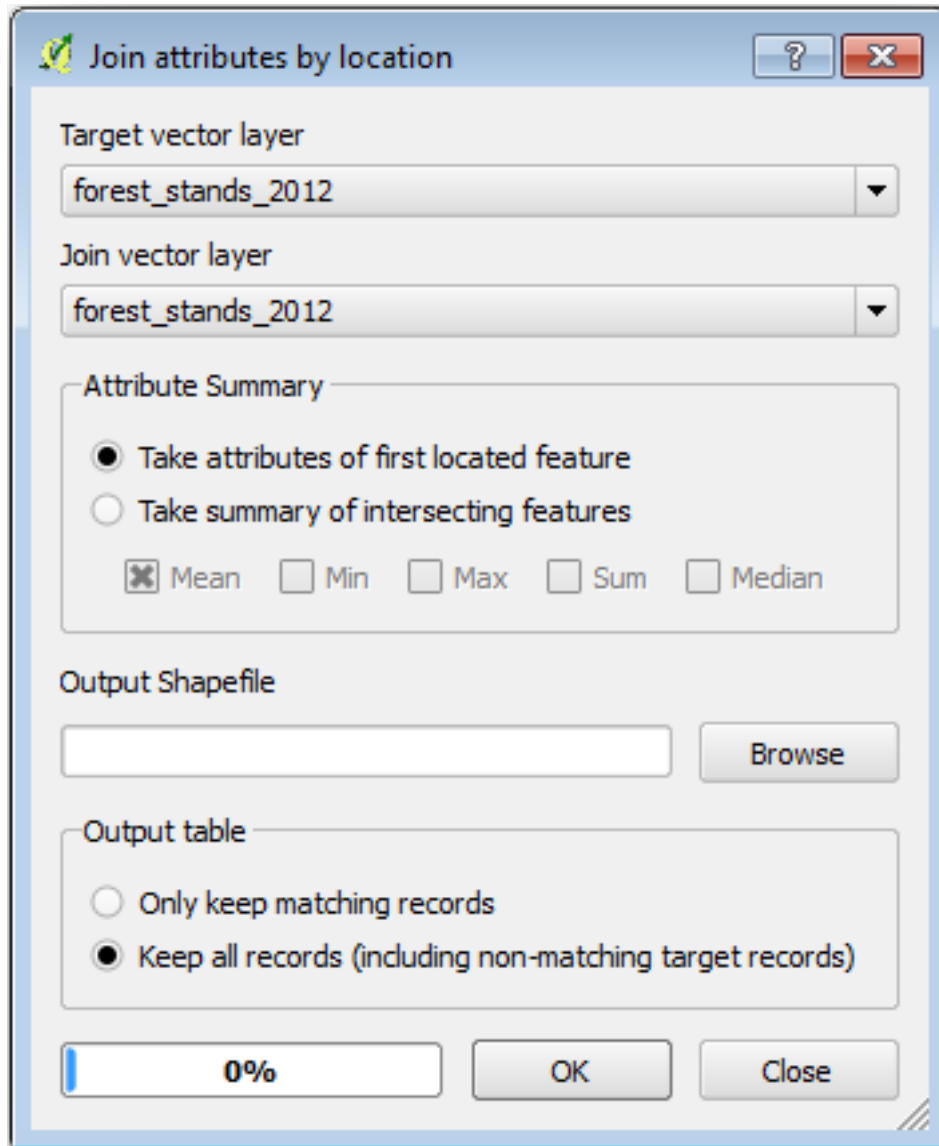 Join attributes by location
?
Target vector layer
forest_stands_2012
Join vector layer
forest_stands_2012
Attribute Summary
Take attributes of first located feature
Take summary of intersecting features
Mean Min Max Sum Median
Output Shapefile
Browse
Output table
Only keep matching records
Keep all records (including non-matching target records)
0% OK Close